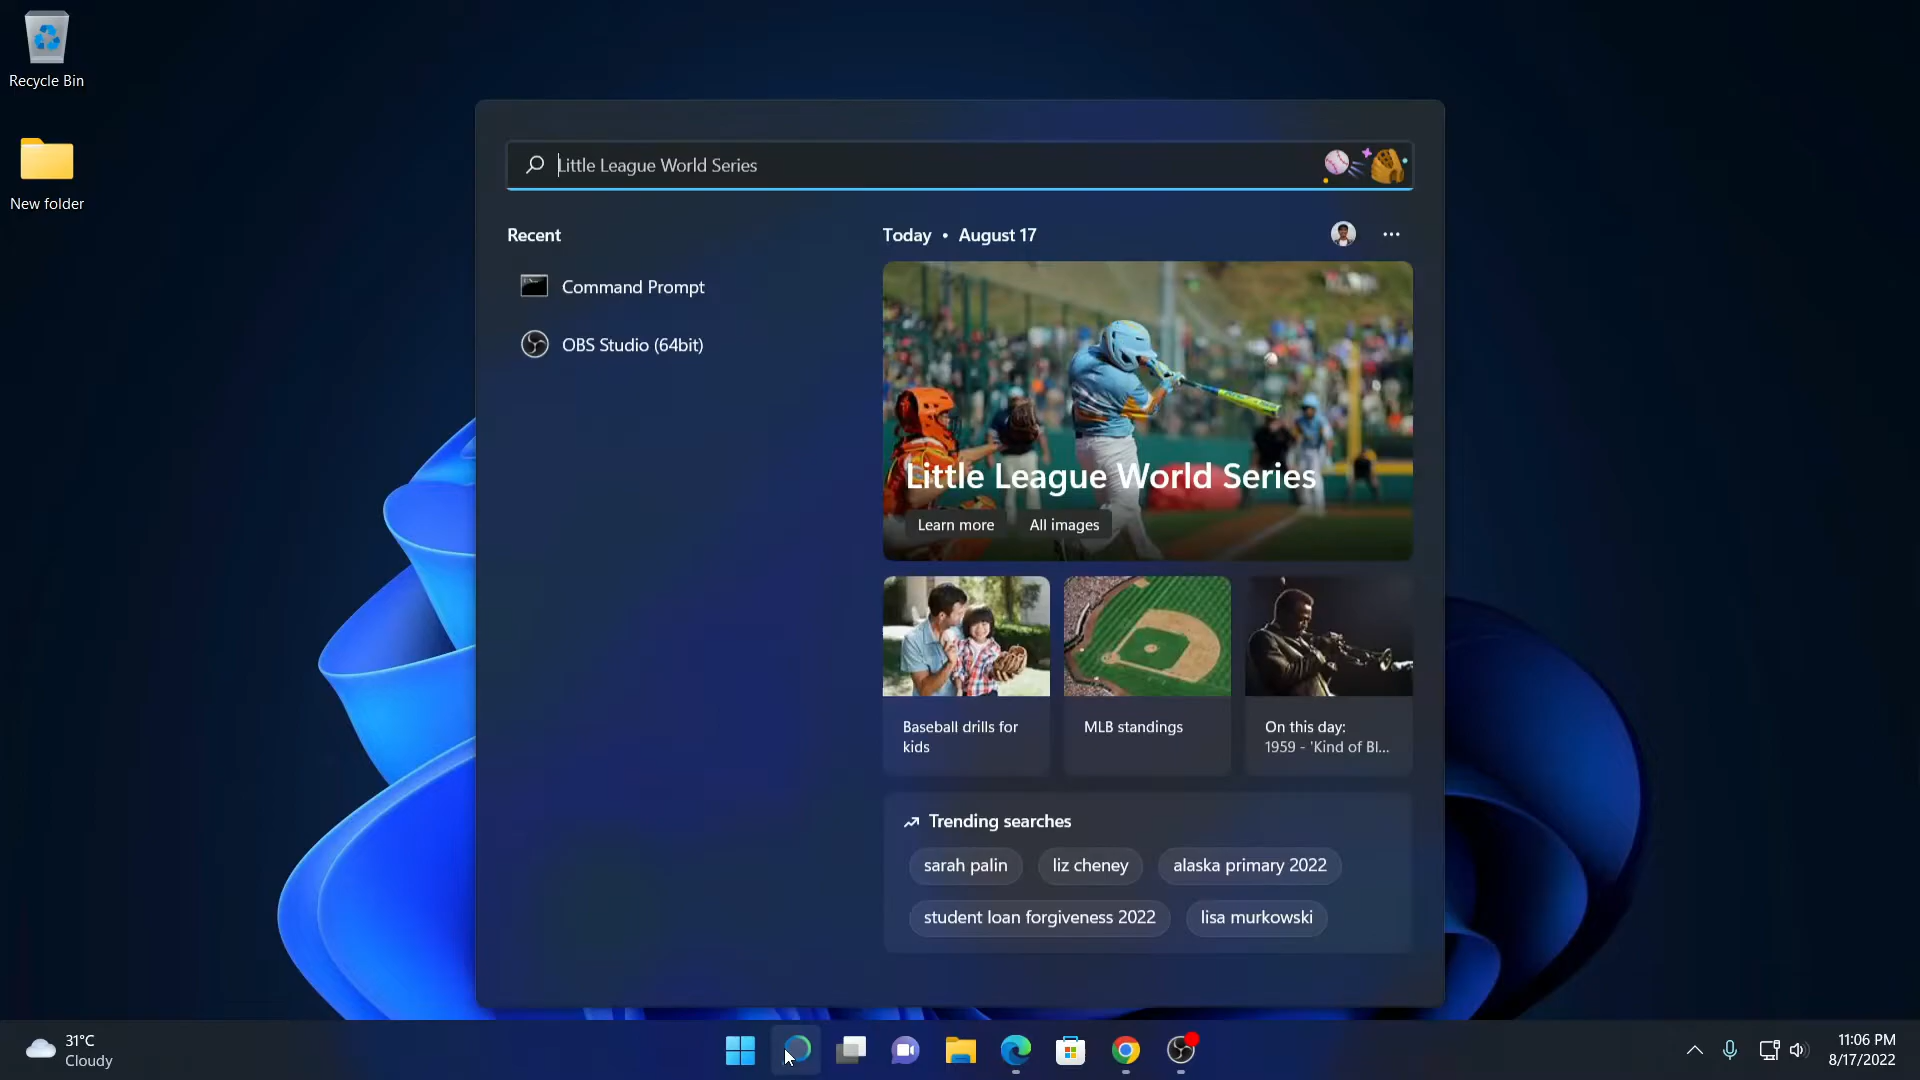 Recycle Bin
New folder
Little League World Series
Recent
Command Prompt
OBS Studio (64bit)
Today • August 17
Little League World Series
Learn more
All images
Baseball drills for
kids
MLB standings
On this day:
1959 - 'Kind of Bl...
Trending searches
sarah palin
liz cheney
alaska primary 2022
student loan forgiveness 2022
lisa murkowski
31°C
Cloudy
11:06 PM
8/17/2022